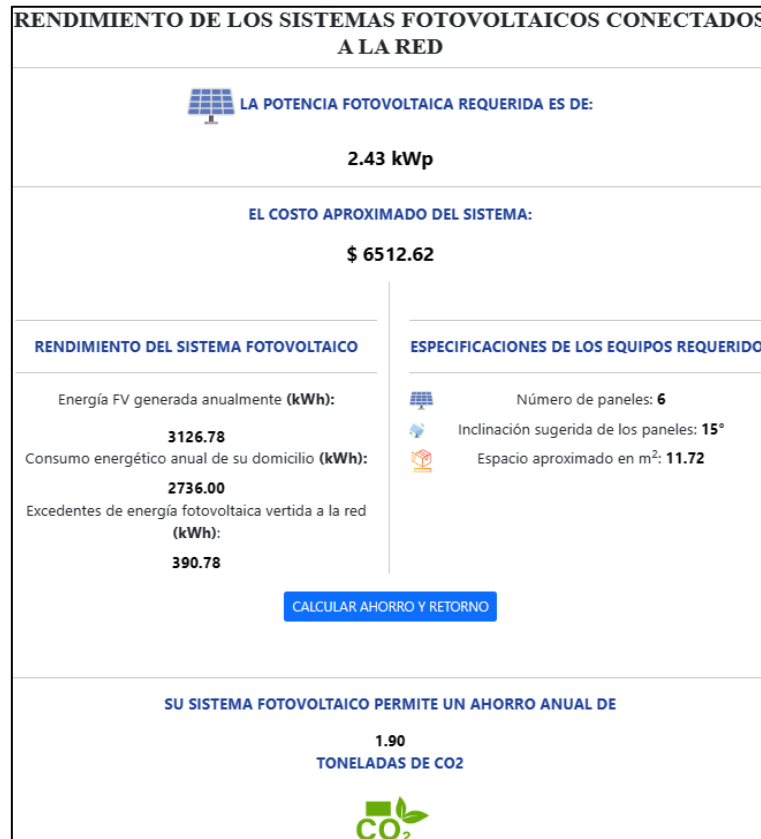 RENDIMIENTO DE LOS SISTEMAS FOTOVOLTAICOS CONECTADOS
A LA RED
LA POTENCIA FOTOVOLTAICA REQUERIDA ES DE:
2.43 kWp
EL COSTO APROXIMADO DEL SISTEMA:
$ 6512.62
RENDIMIENTO DEL SISTEMA FOTOVOLTAICO
Energía FV generada anualmente (kWh):
3126.78
Consumo energético anual de su domicilio (kWh):
2736.00
Excedentes de energía fotovoltaica vertida a la red
(kWh):
390.78
ESPECIFICACIONES DE LOS EQUIPOS REQUERIDO
Número de paneles: 6
Inclinación sugerida de los paneles: 15°
Espacio aproximado en m²: 11.72
CALCULAR AHORRO Y RETORNO
SU SISTEMA FOTOVOLTAICO PERMITE UN AHORRO ANUAL DE
1.90
TONELADAS DE CO2
CO₂